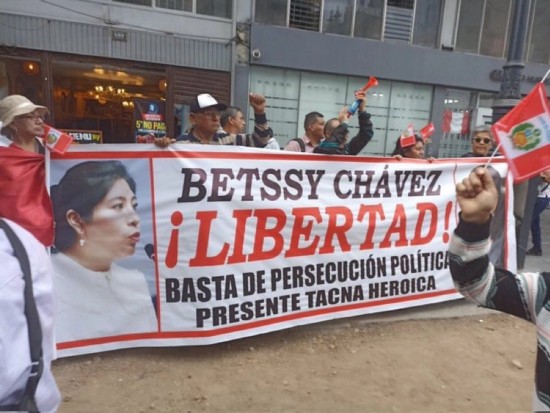 BETSSY CHÁVEZ
¡LIBERTAD!
BASTA DE PERSECUCIÓN POLÍTICA
PRESENTE TACNA HEROICA